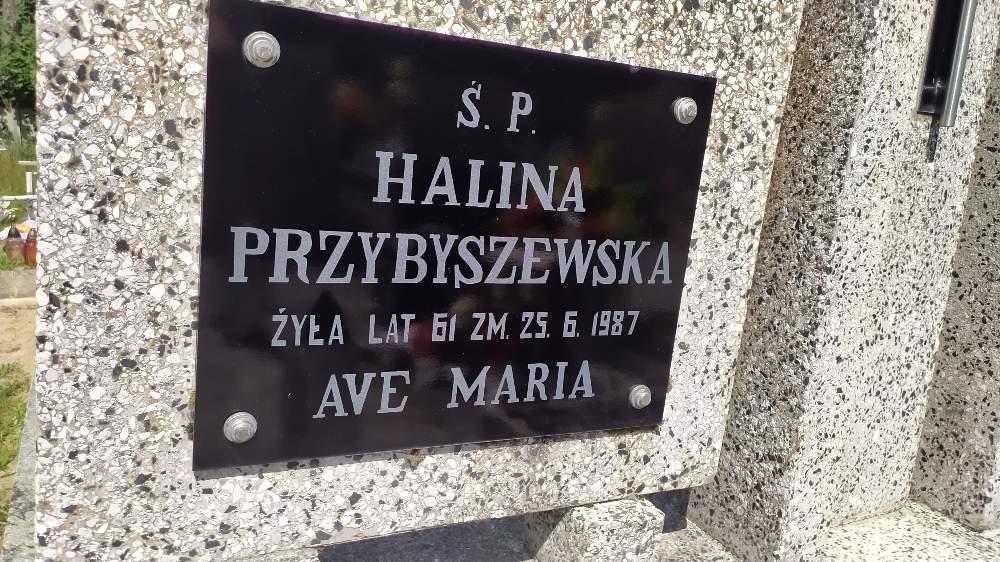 Ś. P.
HALINA
PRZYBYSZEWSKA
ŻYŁA LAT 61 ZM. 25. 6. 1987
AVE MARIA